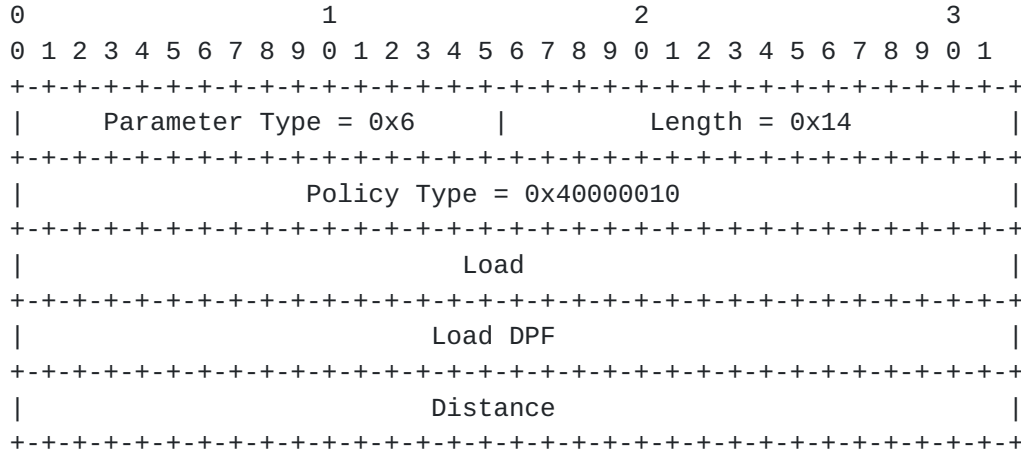 0                   1                   2                   3
0 1 2 3 4 5 6 7 8 9 0 1 2 3 4 5 6 7 8 9 0 1 2 3 4 5 6 7 8 9 0 1
+-+-+-+-+-+-+-+-+-+-+-+-+-+-+-+-+-+-+-+-+-+-+-+-+-+-+-+-+-+-+-+-+
|     Parameter Type = 0x6     |         Length = 0x14          |
+-+-+-+-+-+-+-+-+-+-+-+-+-+-+-+-+-+-+-+-+-+-+-+-+-+-+-+-+-+-+-+-+
|                  Policy Type = 0x40000010                     |
+-+-+-+-+-+-+-+-+-+-+-+-+-+-+-+-+-+-+-+-+-+-+-+-+-+-+-+-+-+-+-+-+
|                            Load                               |
+-+-+-+-+-+-+-+-+-+-+-+-+-+-+-+-+-+-+-+-+-+-+-+-+-+-+-+-+-+-+-+-+
|                          Load DPF                             |
+-+-+-+-+-+-+-+-+-+-+-+-+-+-+-+-+-+-+-+-+-+-+-+-+-+-+-+-+-+-+-+-+
|                          Distance                             |
+-+-+-+-+-+-+-+-+-+-+-+-+-+-+-+-+-+-+-+-+-+-+-+-+-+-+-+-+-+-+-+-+